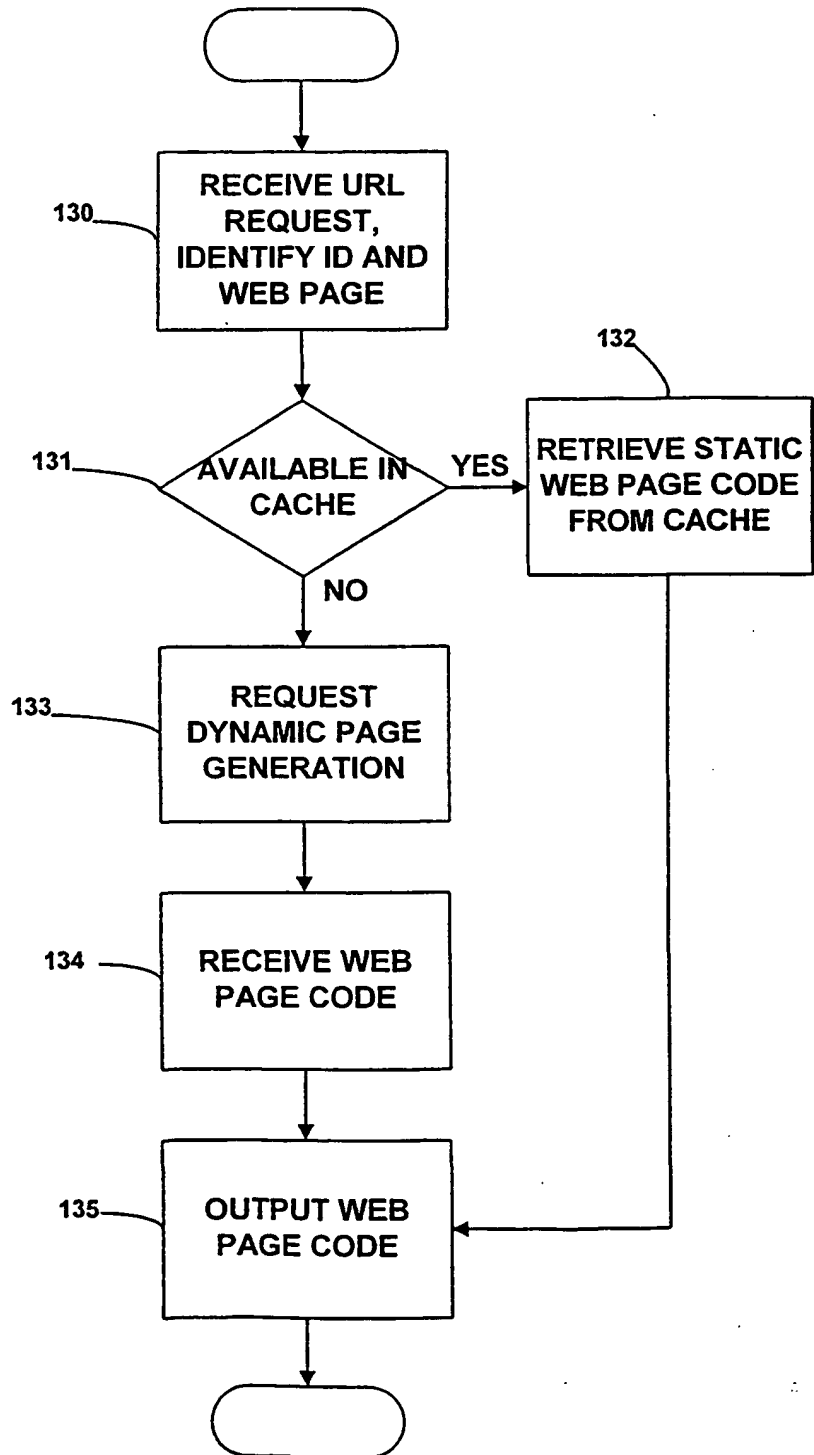 130
RECEIVE URL
REQUEST,
IDENTIFY ID AND
WEB PAGE
132
131
AVAILABLE IN
CACHE
YES
RETRIEVE STATIC
WEB PAGE CODE
FROM CACHE
NO
133
REQUEST
DYNAMIC PAGE
GENERATION
134
RECEIVE WEB
PAGE CODE
135
OUTPUT WEB
PAGE CODE